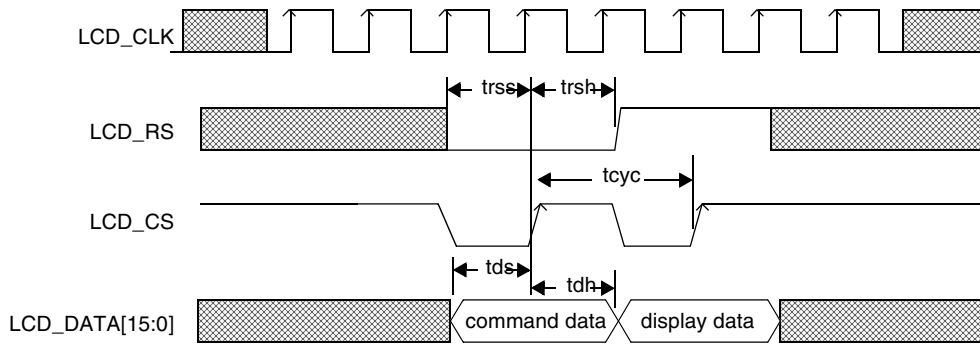 LCD_CLK
trss trsh
LCD_RS
tcyc
LCD_CS
tds
tdh
LCD_DATA[15:0] command data display data